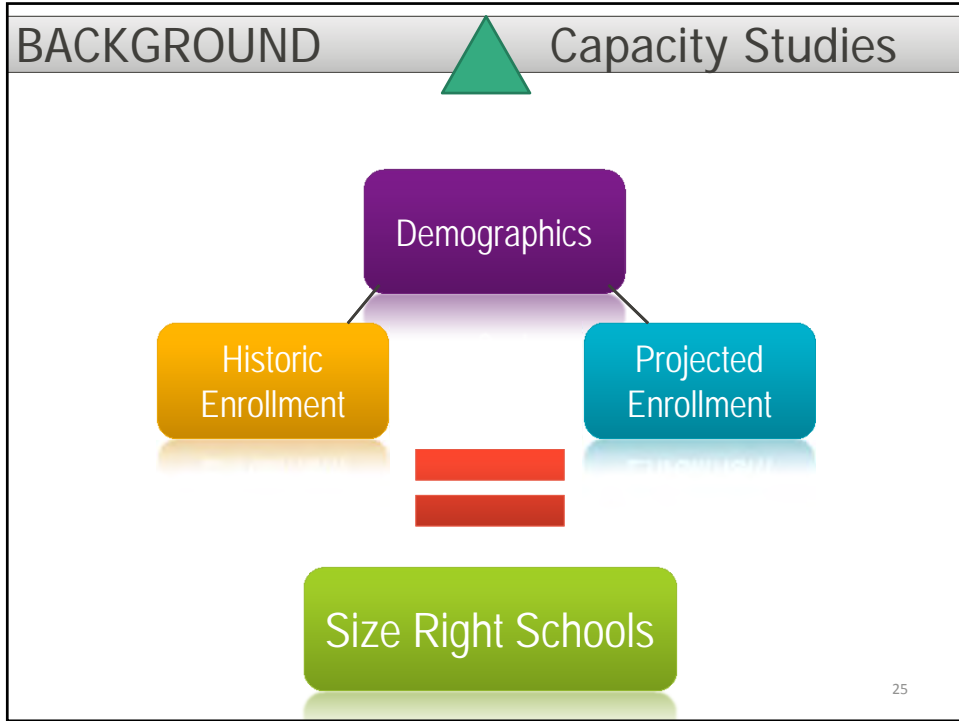 BACKGROUND Capacity Studies
Demographics
Historic
Enrollment
Projected
Enrollment
Size Right Schools
25